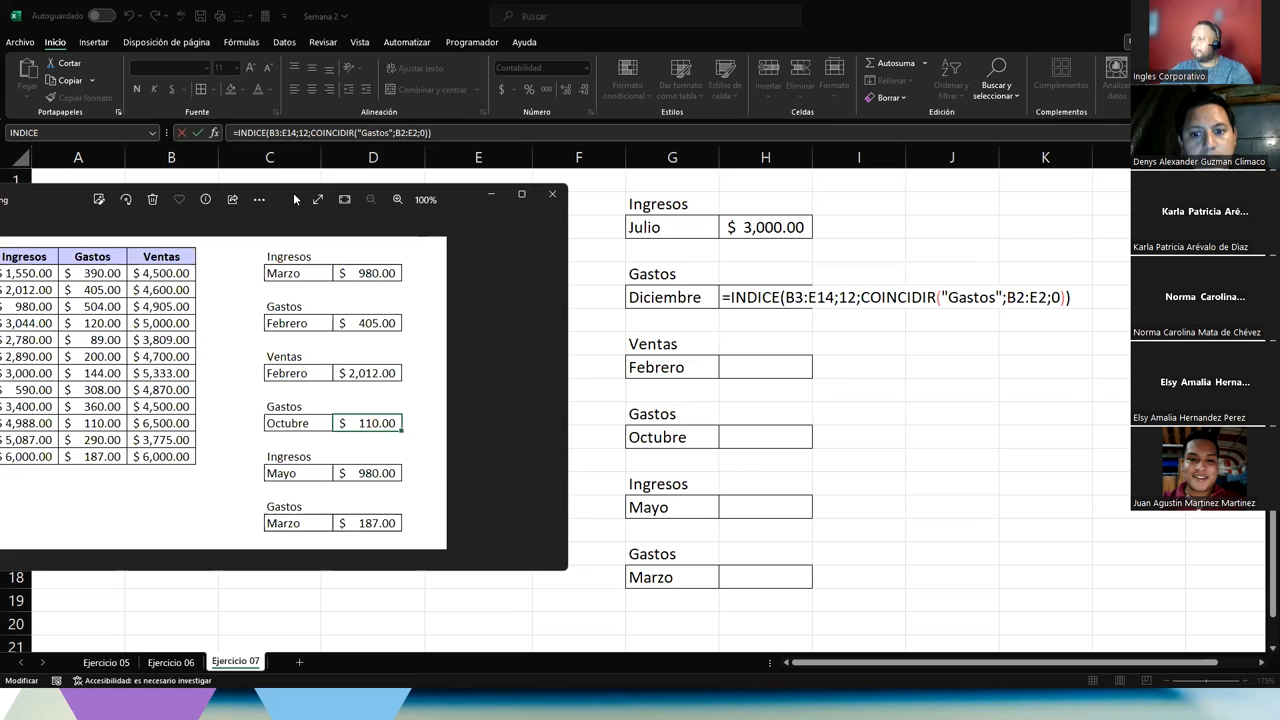 Autoguardado
Semana 2
Buscar
Archivo Inicio Insertar Disposición de página Fórmulas Datos Revisar Vista Automatizar Programador Ayuda
Pegar
Cortar
Copiar
Copiar formato
Portapapeles
11
N K S
Fuente
Ajustar texto
Combinar y centrar
Alineación
Contabilidad
Número
Formato condicional
Dar formato como tabla
Estilos de celda
Estilos
Insertar Eliminar Formato
Celdas
Autosuma
Rellenar
Borrar
Ordenar y filtrar
Buscar y seleccionar
Edición
Complementos
Complementos
INDICE
=INDICE(B3:E14;12;COINCIDIR("Gastos";B2:E2;0))
A B C D E F G H I J K
1
100%
Ingresos Gastos Ventas
$ 1,550.00 $ 390.00 $ 4,500.00
$ 2,012.00 $ 405.00 $ 4,600.00
$ 980.00 $ 504.00 $ 4,905.00
$ 3,044.00 $ 120.00 $ 5,000.00
$ 2,780.00 $ 89.00 $ 3,809.00
$ 2,890.00 $ 200.00 $ 4,700.00
$ 3,000.00 $ 144.00 $ 5,333.00
$ 590.00 $ 308.00 $ 4,870.00
$ 3,400.00 $ 360.00 $ 4,500.00
$ 4,988.00 $ 110.00 $ 6,500.00
$ 5,087.00 $ 290.00 $ 3,775.00
$ 6,000.00 $ 187.00 $ 6,000.00
Ingresos
Marzo $ 980.00
Gastos
Febrero $ 405.00
Ventas
Febrero $ 2,012.00
Gastos
Octubre $ 110.00
Ingresos
Mayo $ 980.00
Gastos
Marzo $ 187.00
Ingresos
Julio $ 3,000.00
Gastos
Diciembre =INDICE(B3:E14;12;COINCIDIR("Gastos";B2:E2;0))
Ventas
Febrero
Gastos
Octubre
Ingresos
Mayo
Gastos
Marzo
18
19
20
21
Ejercicio 05 Ejercicio 06 Ejercicio 07
Modificar
Accesibilidad: es necesario investigar
175%
Ingles Corporativo
Denys Alexander Guzman Climaco
Karla Patricia Aré...
Karla Patricia Arévalo de Diaz
Norma Carolina...
Norma Carolina Mata de Chévez
Elsy Amalia Herna...
Elsy Amalia Hernandez Perez
Juan Agustin Martinez Martinez